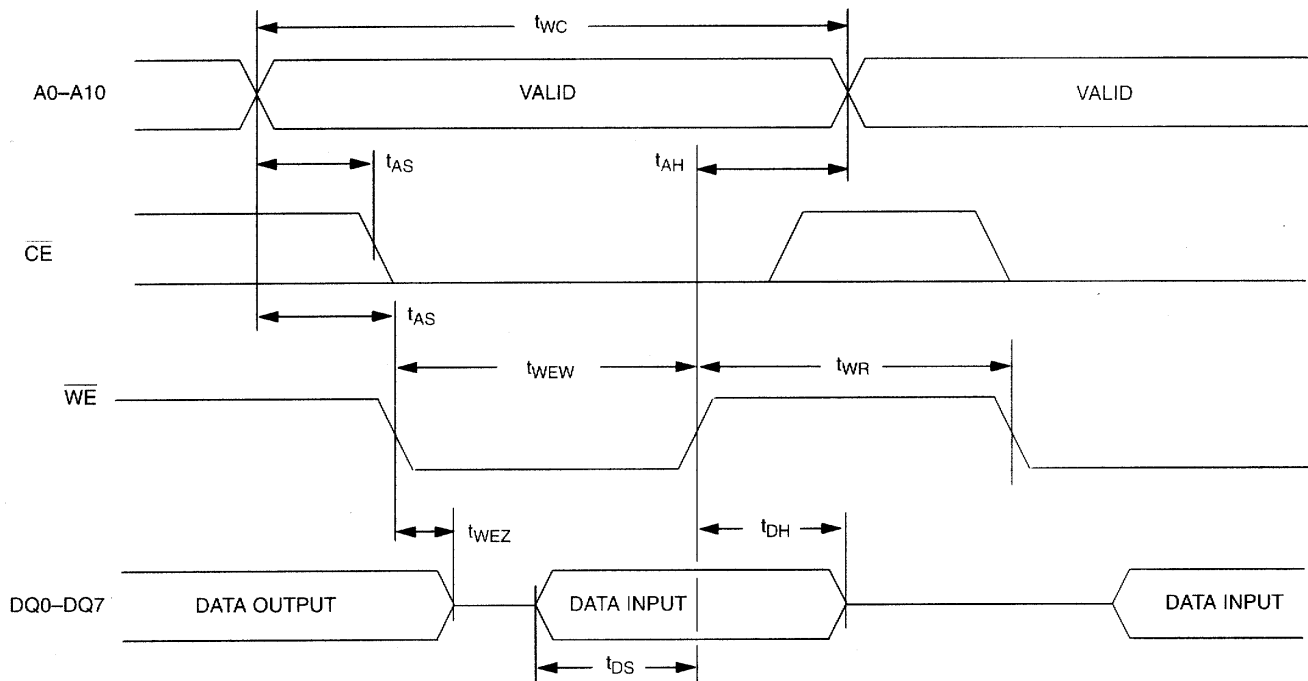 tWC
A0–A10 VALID VALID
tAS tAH
CE
tAS
tWEW tWR
WE
tWEZ tDH
DQ0–DQ7 DATA OUTPUT DATA INPUT DATA INPUT
tDS